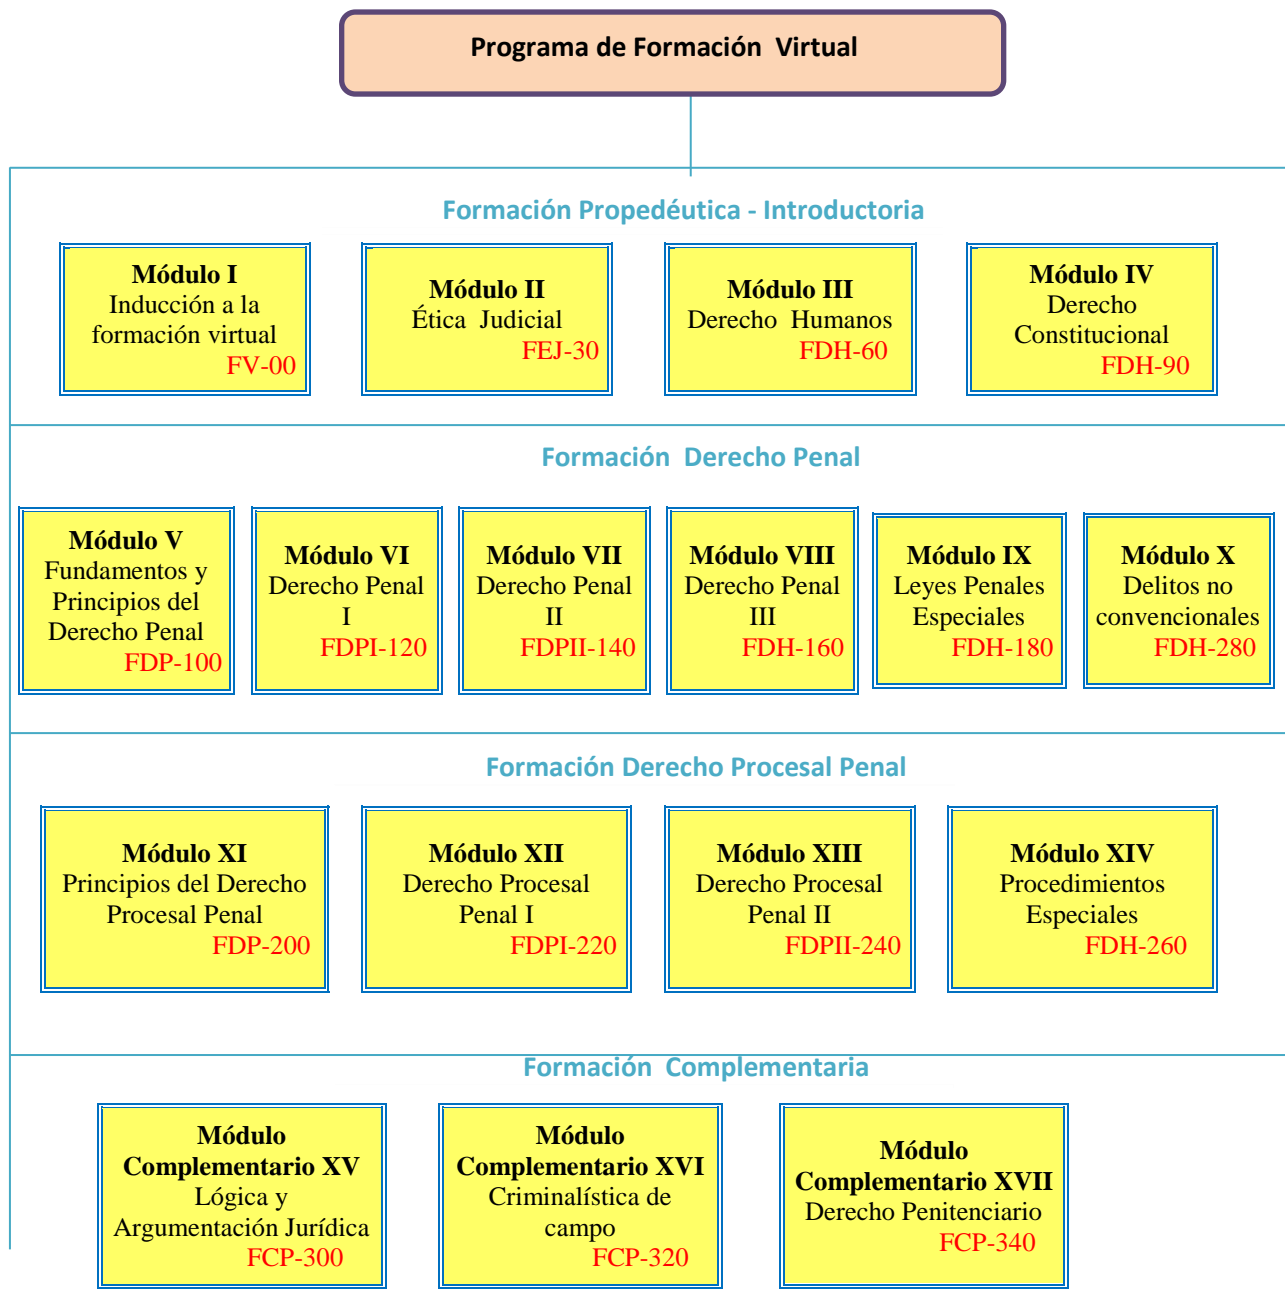 Programa de Formación  Virtual
Formación Propedéutica - Introductoria
Módulo I
Inducción a la
formación virtual
FV-00
Módulo II
Ética  Judicial
FEJ-30
Módulo III
Derecho  Humanos
FDH-60
Módulo IV
Derecho
Constitucional
FDH-90
Formación  Derecho Penal
Módulo V
Fundamentos y
Principios del
Derecho Penal
FDP-100
Módulo VI
Derecho Penal
I
FDPI-120
Módulo VII
Derecho Penal
II
FDPII-140
Módulo VIII
Derecho Penal
III
FDH-160
Módulo IX
Leyes Penales
Especiales
FDH-180
Módulo X
Delitos no
convencionales
FDH-280
Formación Derecho Procesal Penal
Módulo XI
Principios del Derecho
Procesal Penal
FDP-200
Módulo XII
Derecho Procesal
Penal I
FDPI-220
Módulo XIII
Derecho Procesal
Penal II
FDPII-240
Módulo XIV
Procedimientos
Especiales
FDH-260
Formación  Complementaria
Módulo
Complementario XV
Lógica y
Argumentación Jurídica
FCP-300
Módulo
Complementario XVI
Criminalística de
campo
FCP-320
Módulo
Complementario XVII
Derecho Penitenciario
FCP-340